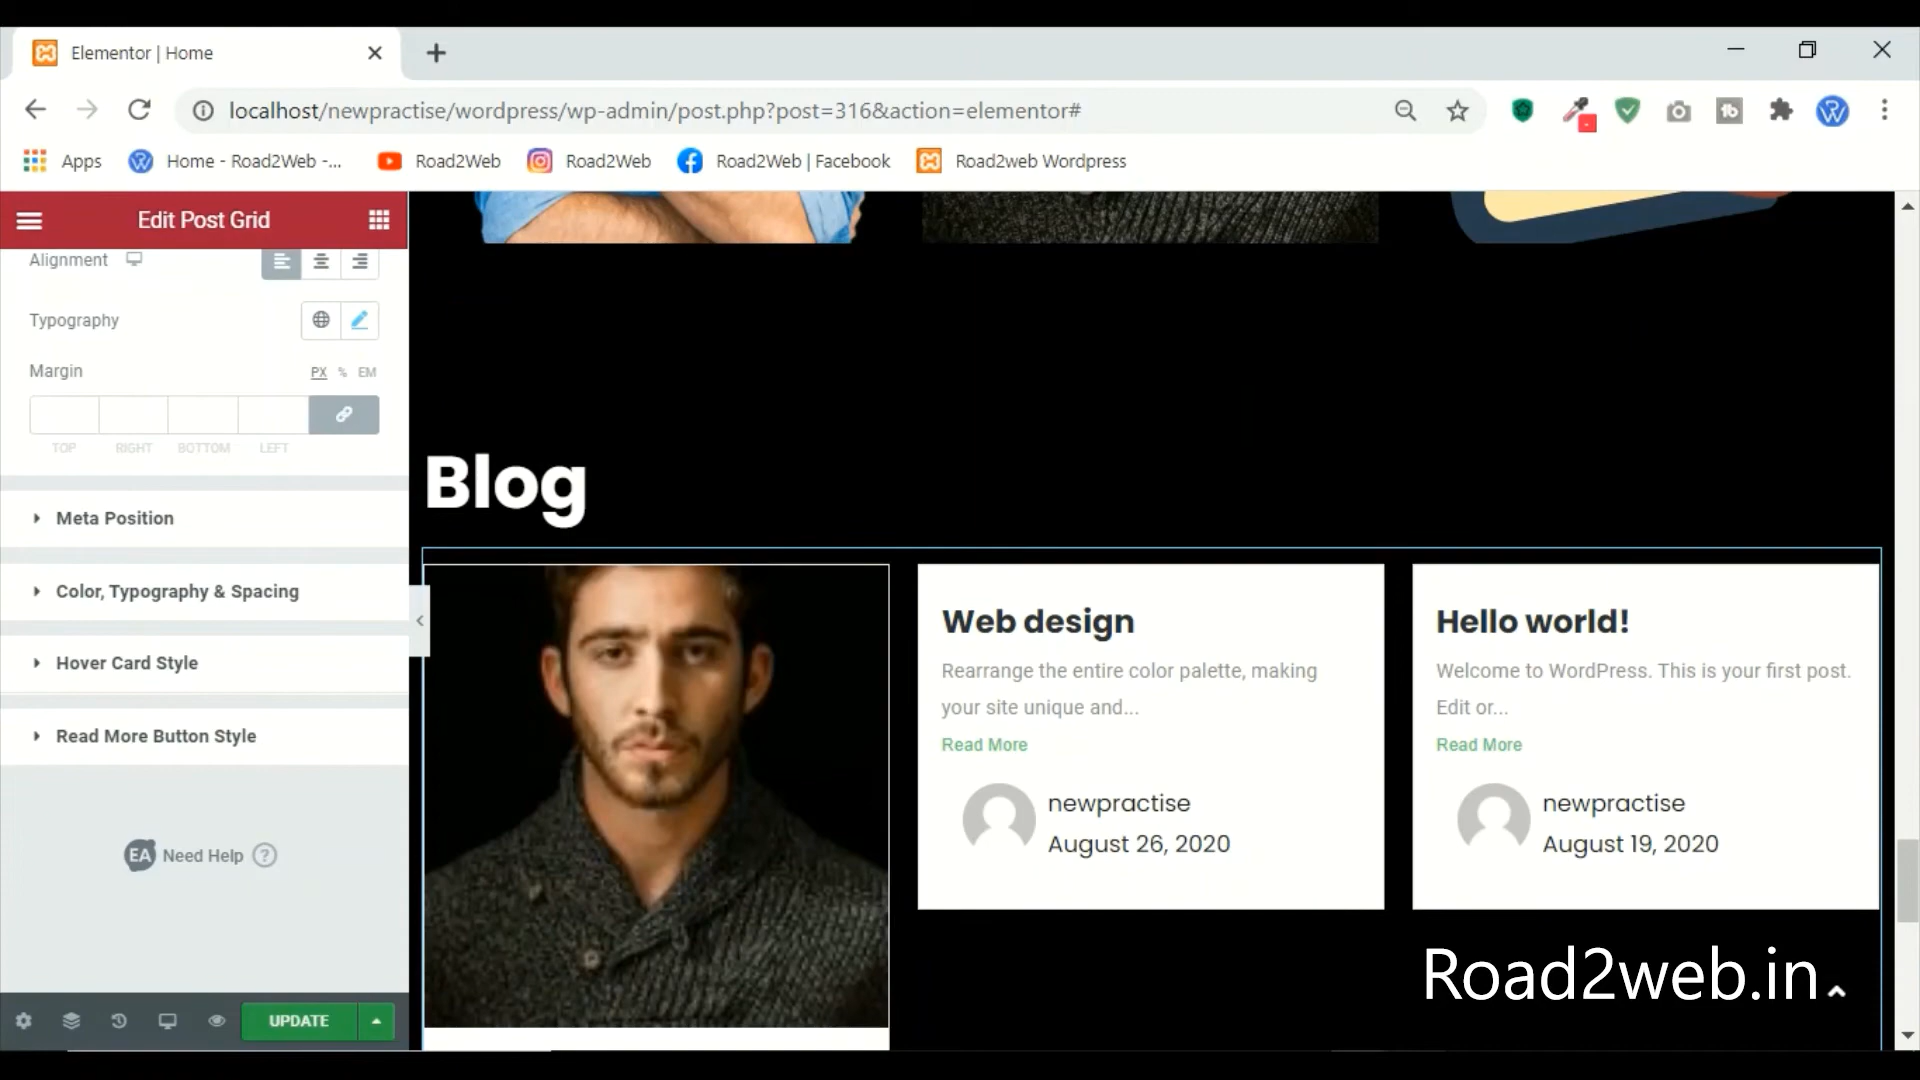 Elementor | Home
localhost/newpractise/wordpress/wp-admin/post.php?post=316&action=elementor#
Apps
Home - Road2Web -...
Road2Web
Road2Web
Road2Web | Facebook
Road2web Wordpress
Edit Post Grid
Alignment
Typography
Margin
PX % EM
TOP RIGHT BOTTOM LEFT
Meta Position
Color, Typography & Spacing
Hover Card Style
Read More Button Style
EA Need Help ?
UPDATE
Blog
Web design
Rearrange the entire color palette, making
your site unique and...
Read More
newpractise
August 26, 2020
Hello world!
Welcome to WordPress. This is your first post.
Edit or...
Read More
newpractise
August 19, 2020
Road2web.in